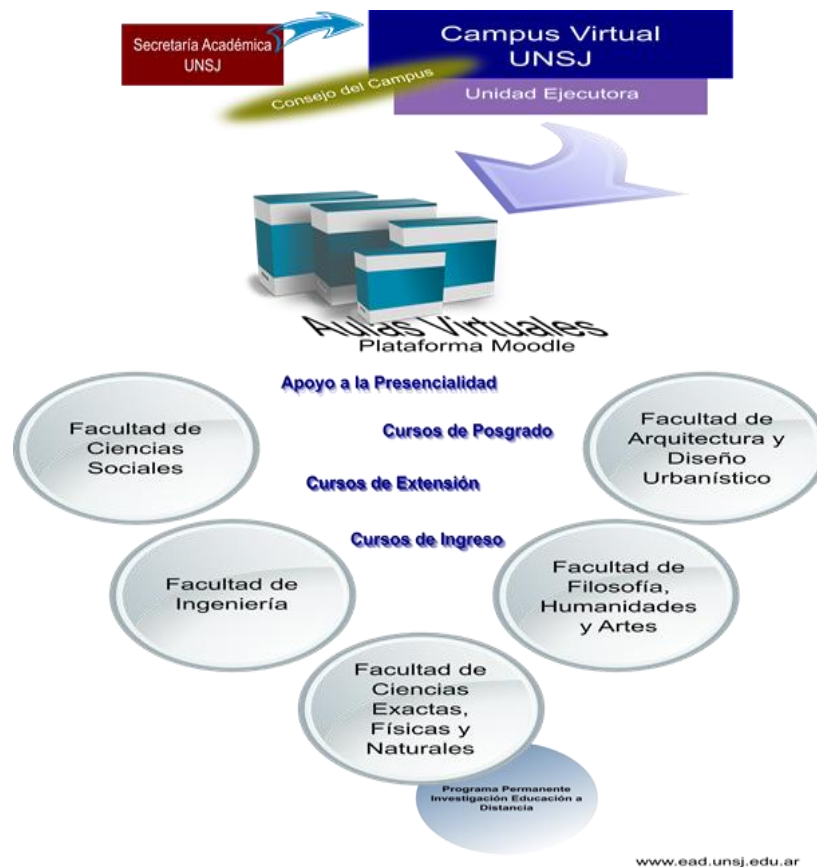 Secretaría Académica
UNSJ
Campus Virtual
UNSJ
Consejo del Campus
Unidad Ejecutora
Aulas Virtuales
Plataforma Moodle
Apoyo a la Presencialidad
Cursos de Posgrado
Cursos de Extensión
Cursos de Ingreso
Facultad de
Ciencias
Sociales
Facultad de
Arquitectura y
Diseño
Urbanístico
Facultad de
Ingeniería
Facultad de
Filosofía,
Humanidades
y Artes
Facultad de
Ciencias
Exactas,
Físicas y
Naturales
Programa Permanente
Investigación Educación a
Distancia
www.ead.unsj.edu.ar